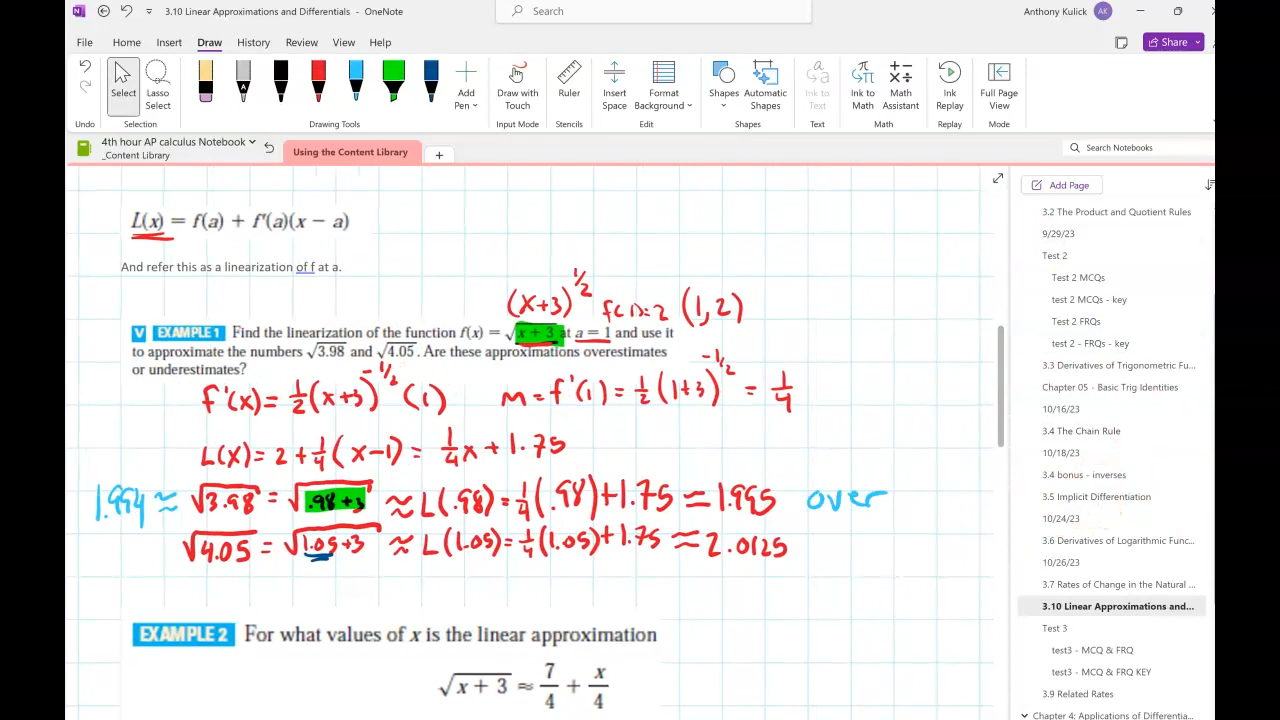 3.10 Linear Approximations and Differentials - OneNote
Search
Anthony Kulick AK
File Home Insert Draw History Review View Help
Share
Select
Lasso Select
Add Pen
Draw with Touch
Ruler
Insert Space
Format Background
Shapes
Automatic Shapes
Ink to Text
Ink to Math
Math Assistant
Ink Replay
Full Page View
Undo Selection Drawing Tools Input Mode Stencils Edit Shapes Text Math Replay Mode
4th hour AP calculus Notebook
_Content Library
Using the Content Library
Search Notebooks
L(x) = f(a) + f'(a)(x − a)
And refer this as a linearization of f at a.
(x+3)^1/2 f(1)=2 (1,2)
V EXAMPLE 1 Find the linearization of the function f(x) = √x + 3 at a = 1 and use it
to approximate the numbers √3.98 and √4.05. Are these approximations overestimates
or underestimates?
f'(x) = 1/2 (x+3)^-1/2 (1) m = f'(1) = 1/2 (1+3)^-1/2 = 1/4
L(x) = 2 + 1/4 (x-1) = 1/4 x + 1.75
1.994 ≈ √3.98 = √.98+3 ≈ L(.98) = 1/4 (.98) + 1.75 ≈ 1.995 over
√4.05 = √1.05+3 ≈ L(1.05) = 1/4 (1.05) + 1.75 ≈ 2.0125
EXAMPLE 2 For what values of x is the linear approximation
√x + 3 ≈ 7/4 + x/4
Add Page
3.2 The Product and Quotient Rules
9/29/23
Test 2
Test 2 MCQs
test 2 MCQs - key
Test 2 FRQs
test 2 - FRQs - key
3.3 Derivatives of Trigonometric Fu...
Chapter 05 - Basic Trig Identities
10/16/23
3.4 The Chain Rule
10/18/23
3.4 bonus - inverses
3.5 Implicit Differentiation
10/24/23
3.6 Derivatives of Logarithmic Func...
3.7 Rates of Change in the Natural ...
3.10 Linear Approximations and...
Test 3
test3 - MCQ & FRQ
test3 - MCQ & FRQ KEY
3.9 Related Rates
Chapter 4: Applications of Differentia...